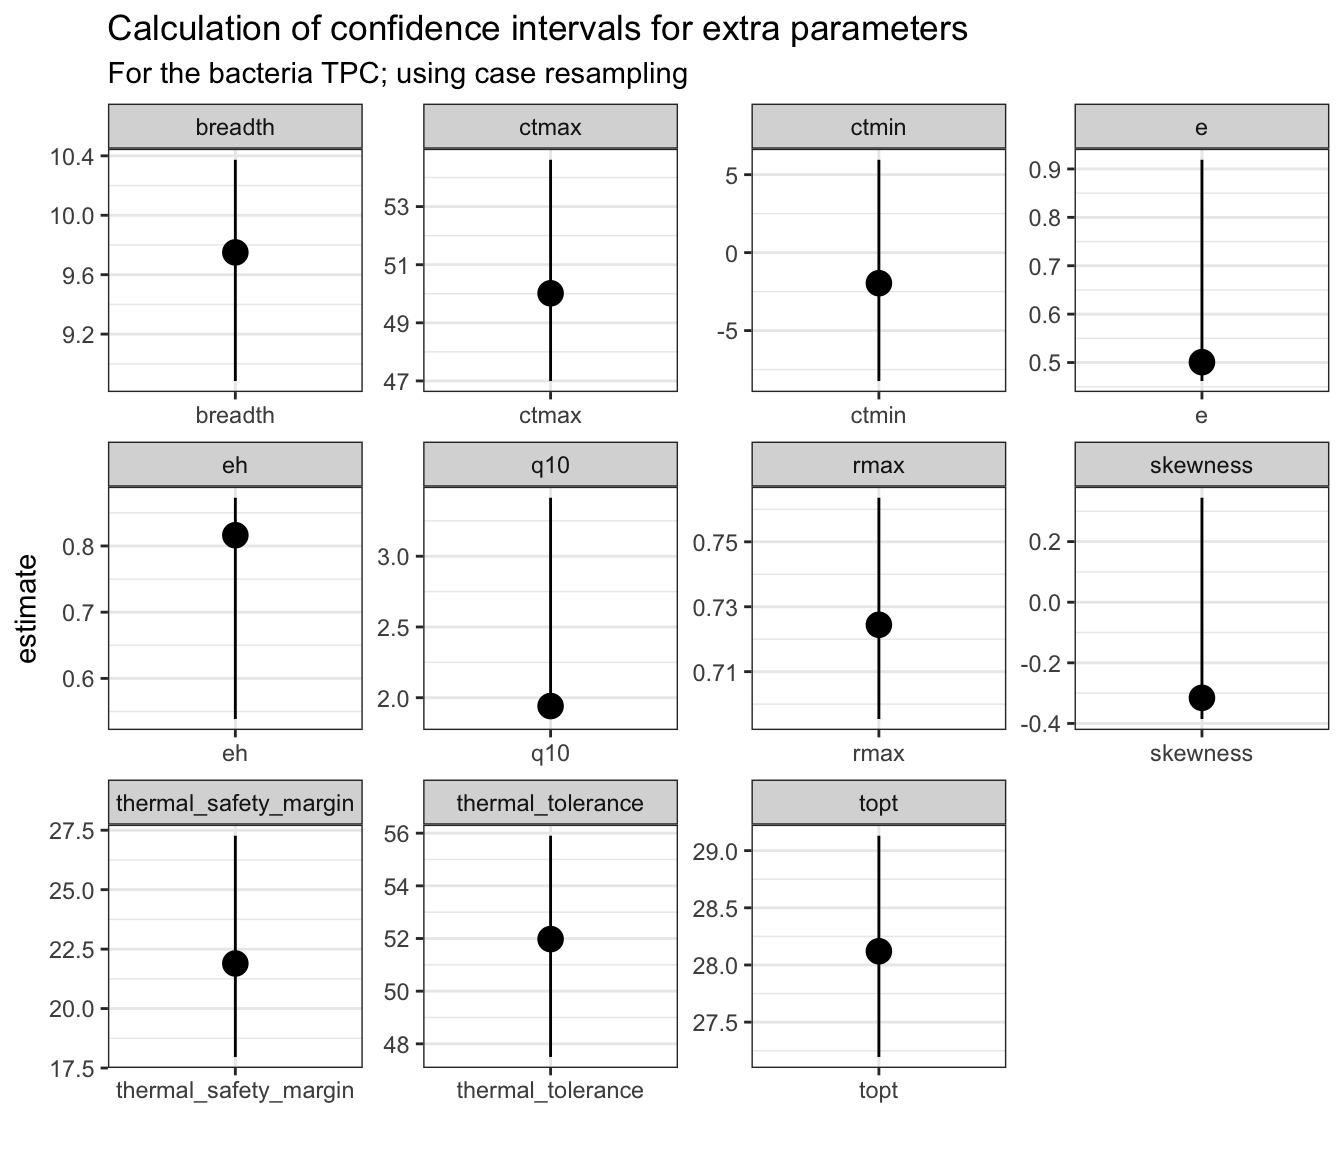 Calculation of confidence intervals for extra parameters
For the bacteria TPC; using case resampling
estimate
breadth
10.4
10.0
9.6
9.2
breadth
ctmax
53
51
49
47
ctmax
ctmin
5
0
-5
ctmin
e
0.9
0.8
0.7
0.6
0.5
e
eh
0.8
0.7
0.6
eh
q10
3.0
2.5
2.0
q10
rmax
0.75
0.73
0.71
rmax
skewness
0.2
0.0
-0.2
-0.4
skewness
thermal_safety_margin
27.5
25.0
22.5
20.0
17.5
thermal_safety_margin
thermal_tolerance
56
54
52
50
48
thermal_tolerance
topt
29.0
28.5
28.0
27.5
topt